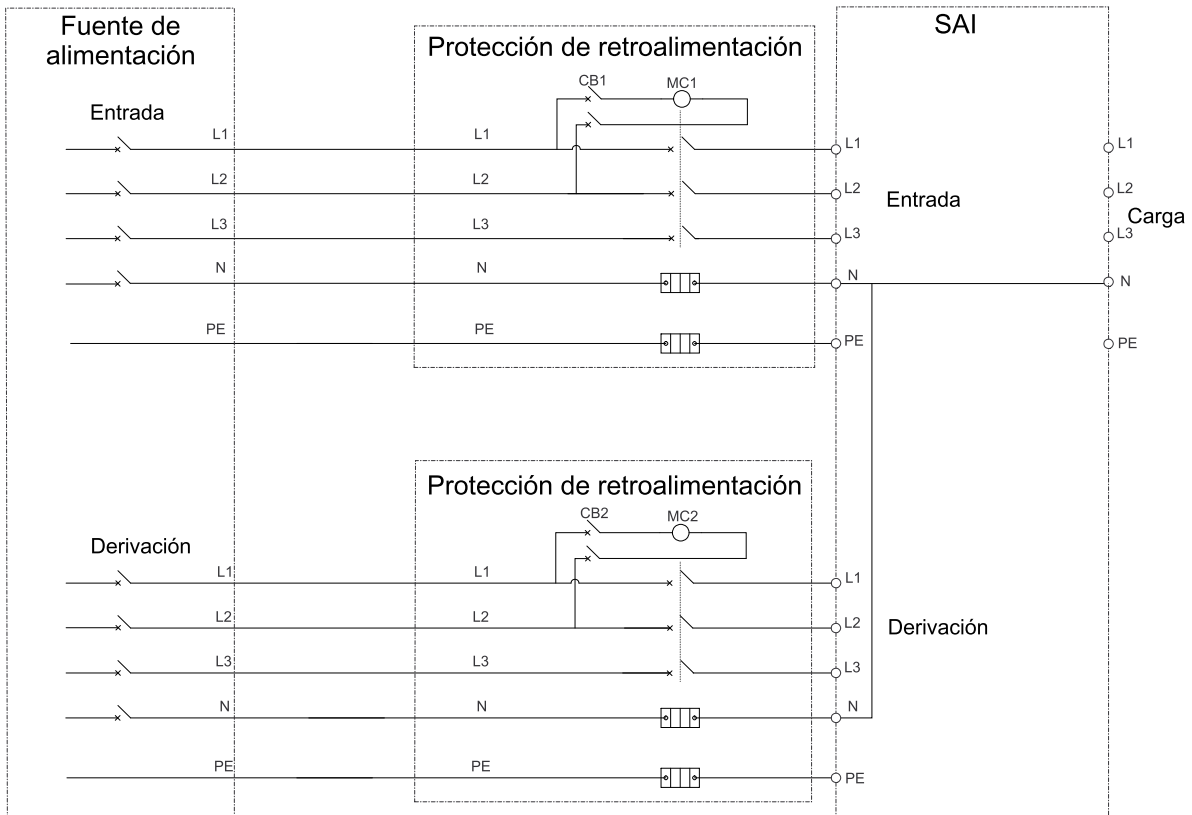 Fuente de
alimentación
Protección de retroalimentación
SAI
CB1
MC1
Entrada
L1
L1
L1
L1
L2
L2
L2
L2
Entrada
Carga
L3
L3
L3
L3
N
N
N
N
PE
PE
PE
PE
Protección de retroalimentación
CB2
MC2
Derivación
L1
L1
L1
L2
L2
L2
Derivación
L3
L3
L3
N
N
N
PE
PE
PE